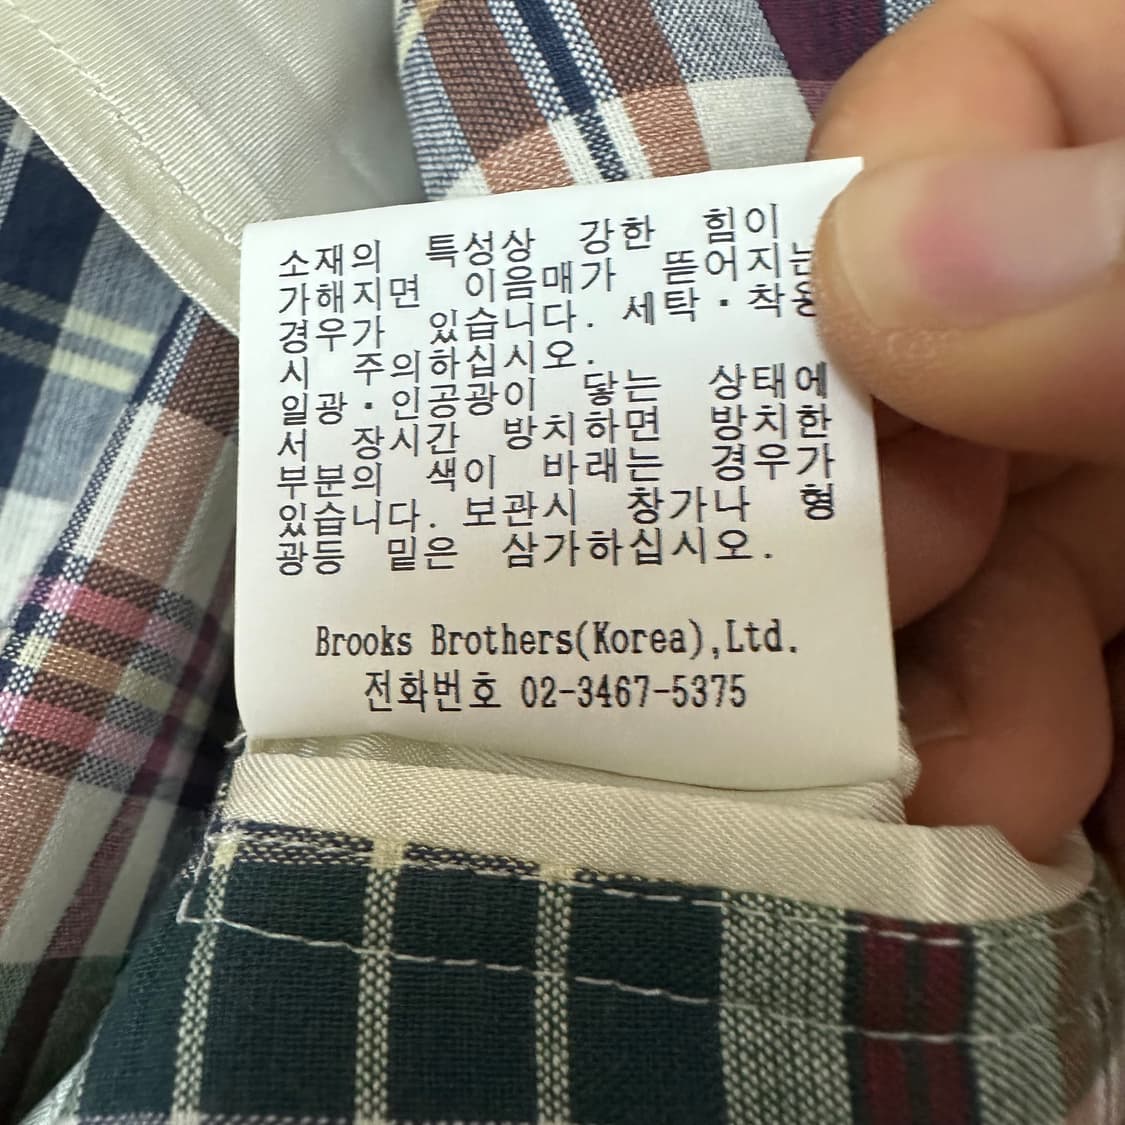 소재의 특성상 강한 힘이
가해지면 이음매가 뜯어지는
경우가 있습니다. 세탁·착용
시 주의하십시오.
일광·인공광이 닿는 상태에
서 장시간 방치하면 방치한
부분의 색이 바래는 경우가
있습니다. 보관시 창가나 형
광등 밑은 삼가하십시오.
Brooks Brothers(Korea),Ltd.
전화번호 02-3467-5375